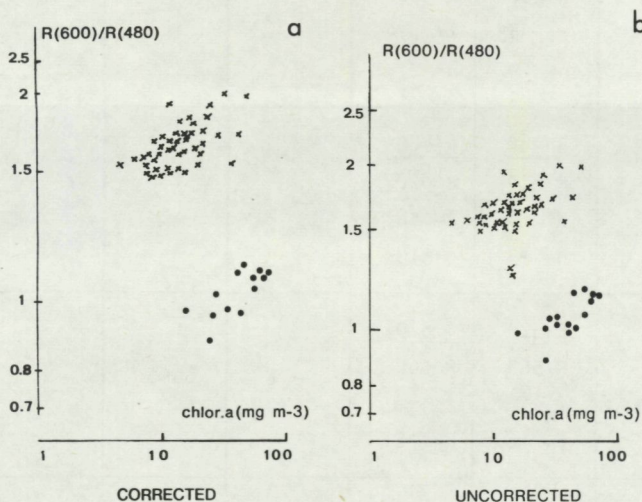 R(600)/R(480)
a
2.5
2
1.5
1
0.8
0.7
chlor.a (mg m-3)
1
10
100
CORRECTED
b
R(600)/R(480)
2.5
2
1.5
1
0.8
0.7
chlor.a (mg m-3)
1
10
100
UNCORRECTED